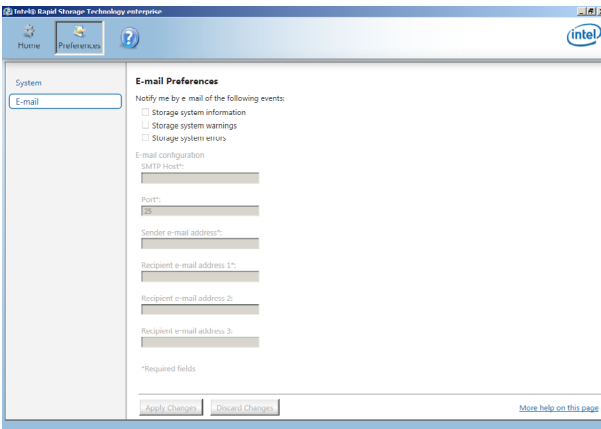 Intel® Rapid Storage Technology enterprise
Home
Preferences
?
intel
System
E-mail
E-mail Preferences
Notify me by e-mail of the following events:
Storage system information
Storage system warnings
Storage system errors
E-mail configuration
SMTP Host*:
Port*:
25
Sender e-mail address*:
Recipient e-mail address 1*:
Recipient e-mail address 2:
Recipient e-mail address 3:
*Required fields
Apply Changes
Discard Changes
More help on this page